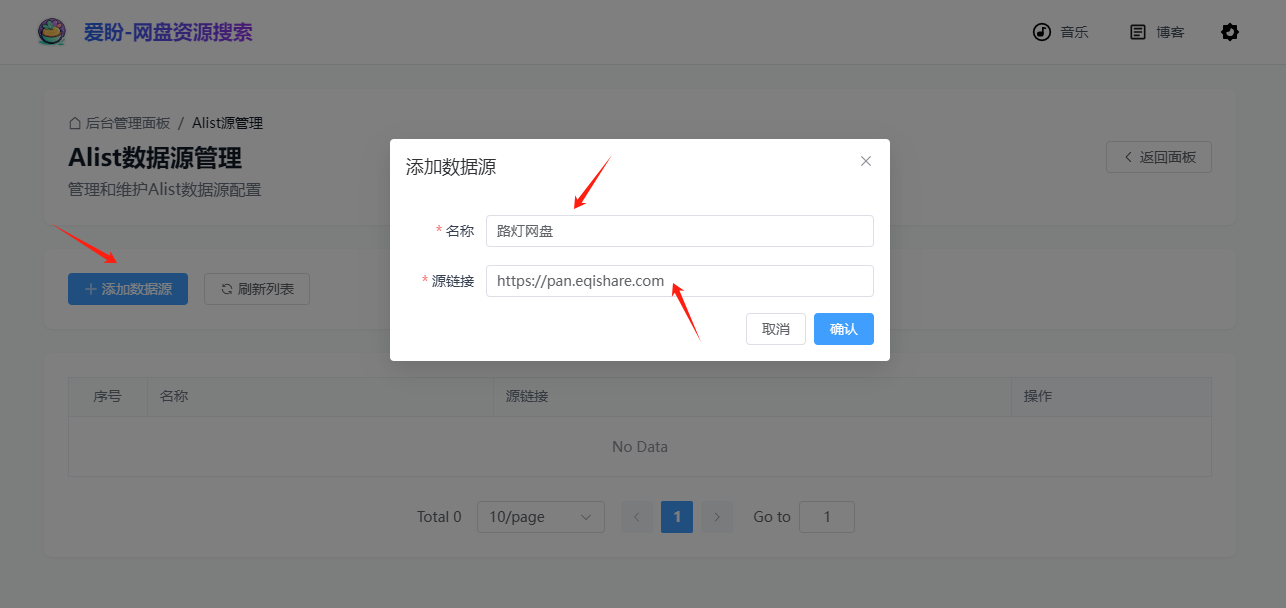 爱盼-网盘资源搜索
音乐
博客
后台管理面板 / Alist源管理
Alist数据源管理
管理和维护Alist数据源配置
返回面板
添加数据源
* 名称 路灯网盘
* 源链接 https://pan.eqishare.com
取消 确认
添加数据源 刷新列表
序号 名称 源链接 操作
No Data
Total 0 10/page 1 Go to 1